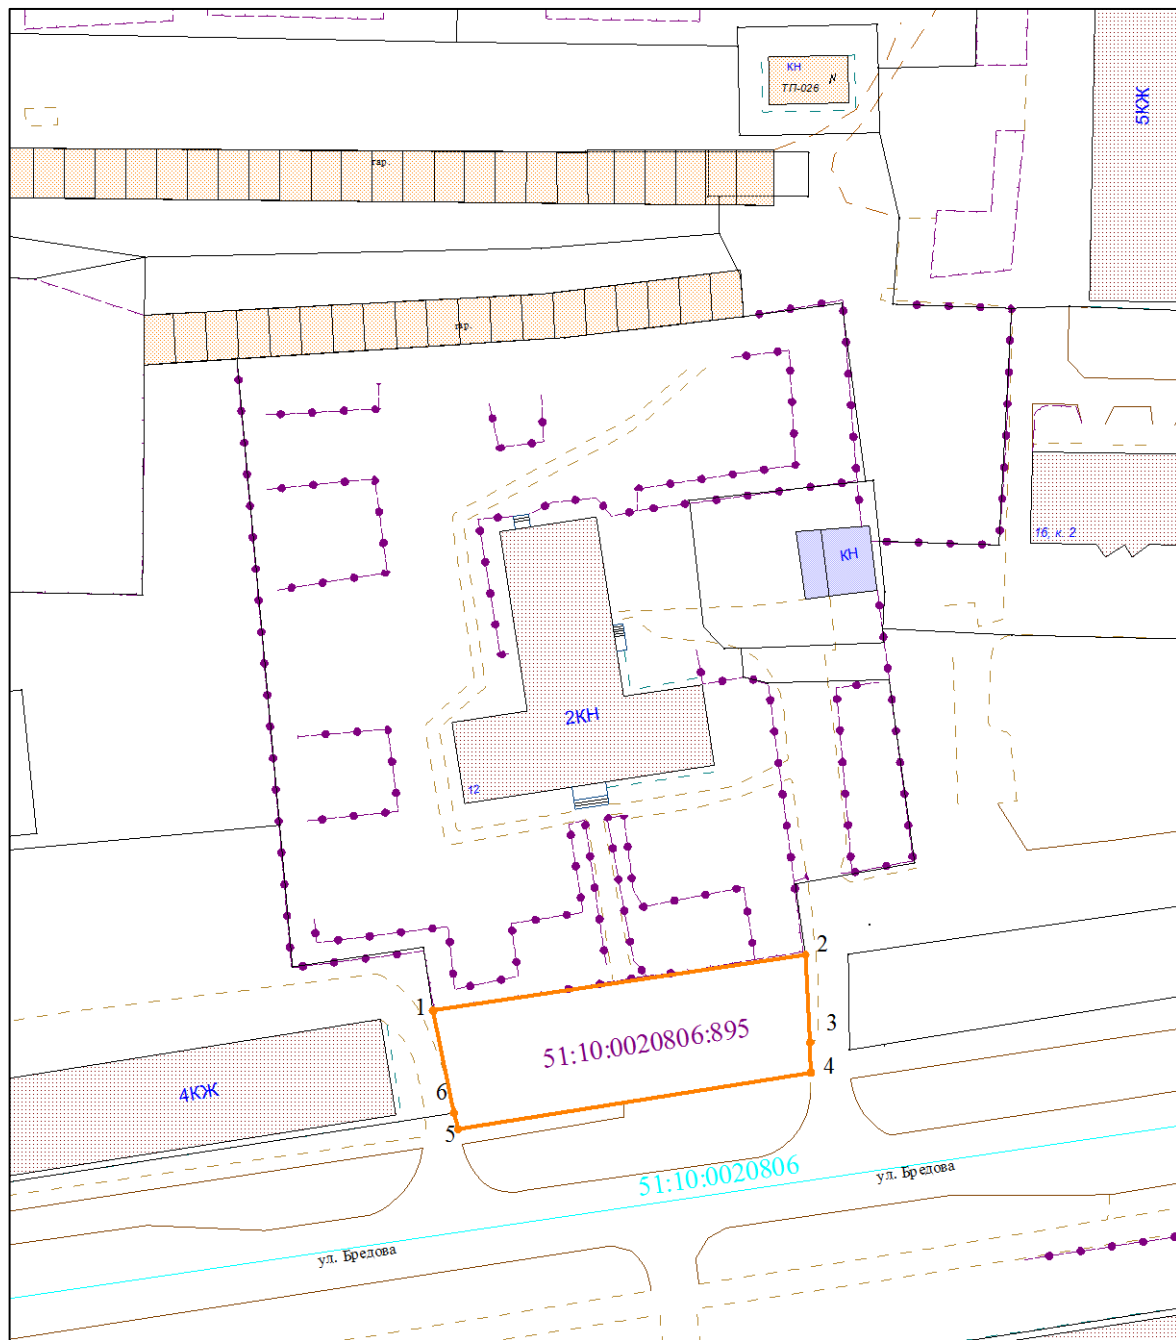 КН
N
ТП-026
5КЖ
гар.
гар.
16, к. 2
КН
2КН
12
2
1
3
51:10:0020806:895
4
4КЖ
6
5
51:10:0020806
ул. Бредова
ул. Бредова